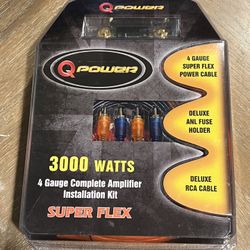 Q POWER
4 GAUGE
SUPER FLEX
POWER CABLE
DELUXE
ANL FUSE
HOLDER
3000 WATTS
4 Gauge Complete Amplifier
Installation Kit
DELUXE
RCA CABLE
SUPER FLEX